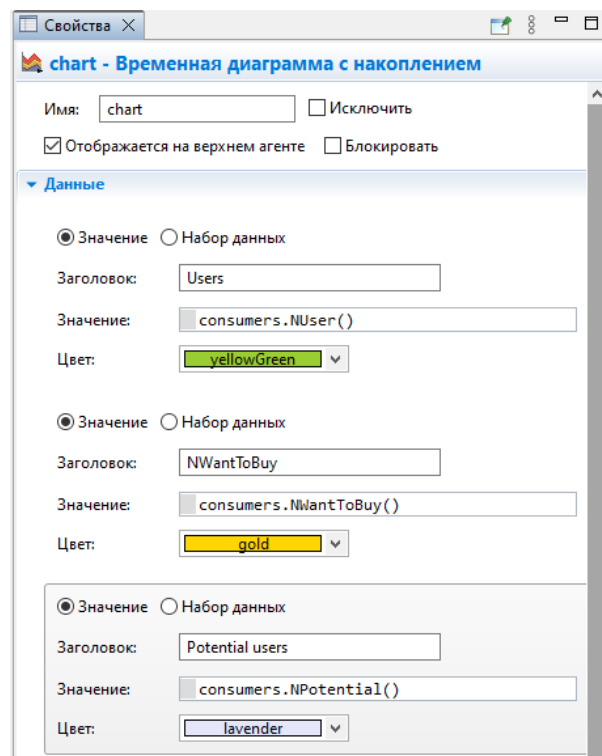 Свойства
chart - Временная диаграмма с накоплением
Имя: chart Исключить
Отображается на верхнем агенте Блокировать
Данные
Значение Набор данных
Заголовок: Users
Значение: consumers.NUser()
Цвет: yellowGreen
Значение Набор данных
Заголовок: NWantToBuy
Значение: consumers.NWantToBuy()
Цвет: gold
Значение Набор данных
Заголовок: Potential users
Значение: consumers.NPotential()
Цвет: lavender